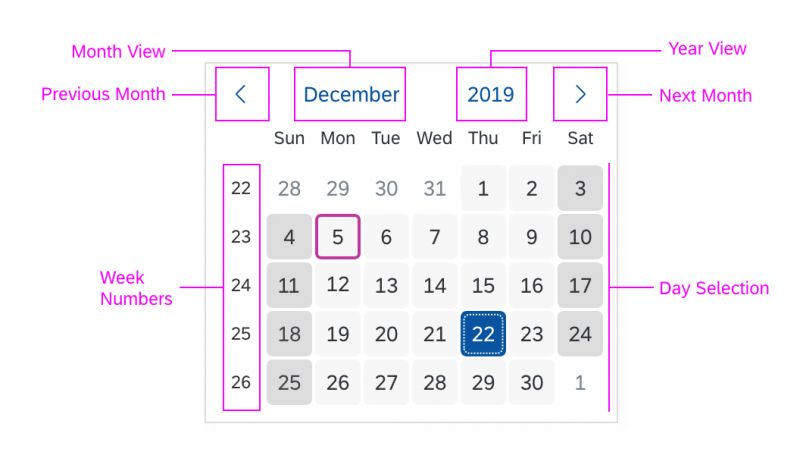 Month View
Year View
Previous Month
December 2019
Next Month
Sun Mon Tue Wed Thu Fri Sat
22 28 29 30 31 1 2 3
23 4 5 6 7 8 9 10
Week
Numbers
24 11 12 13 14 15 16 17
Day Selection
25 18 19 20 21 22 23 24
26 25 26 27 28 29 30 1